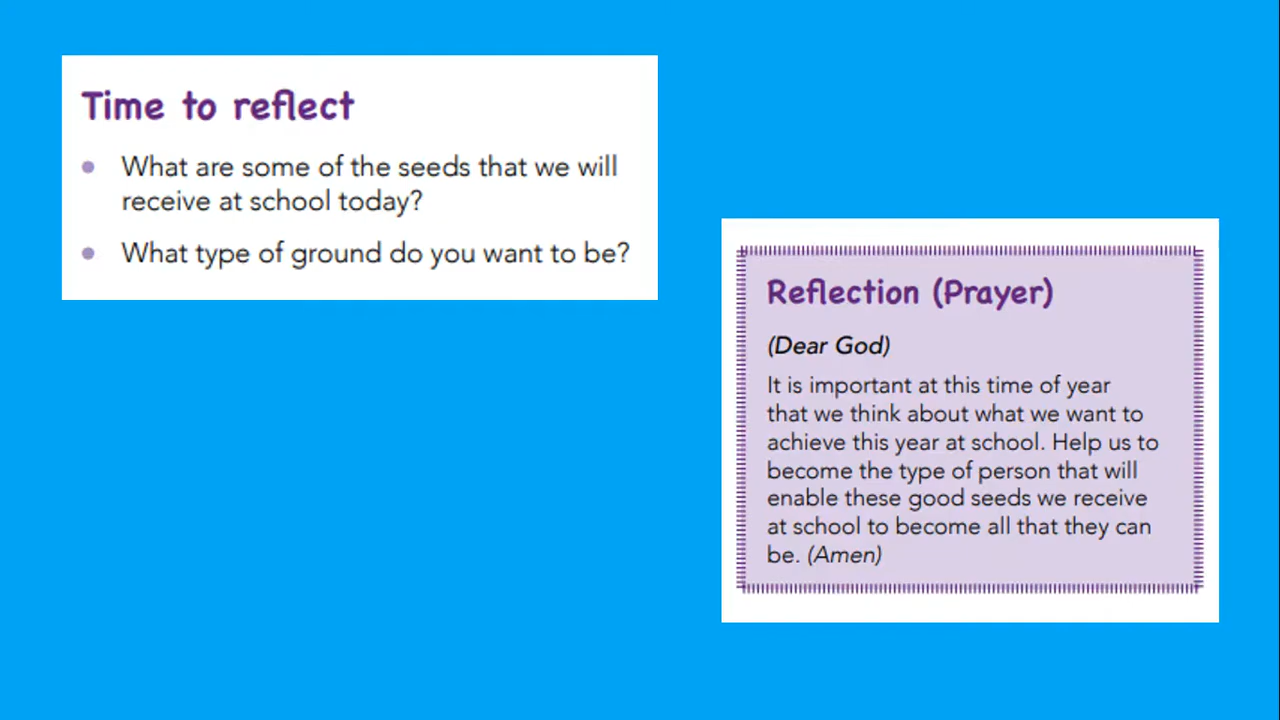 Time to reflect
What are some of the seeds that we will
receive at school today?
What type of ground do you want to be?
Reflection (Prayer)
(Dear God)
It is important at this time of year
that we think about what we want to
achieve this year at school. Help us to
become the type of person that will
enable these good seeds we receive
at school to become all that they can
be. (Amen)